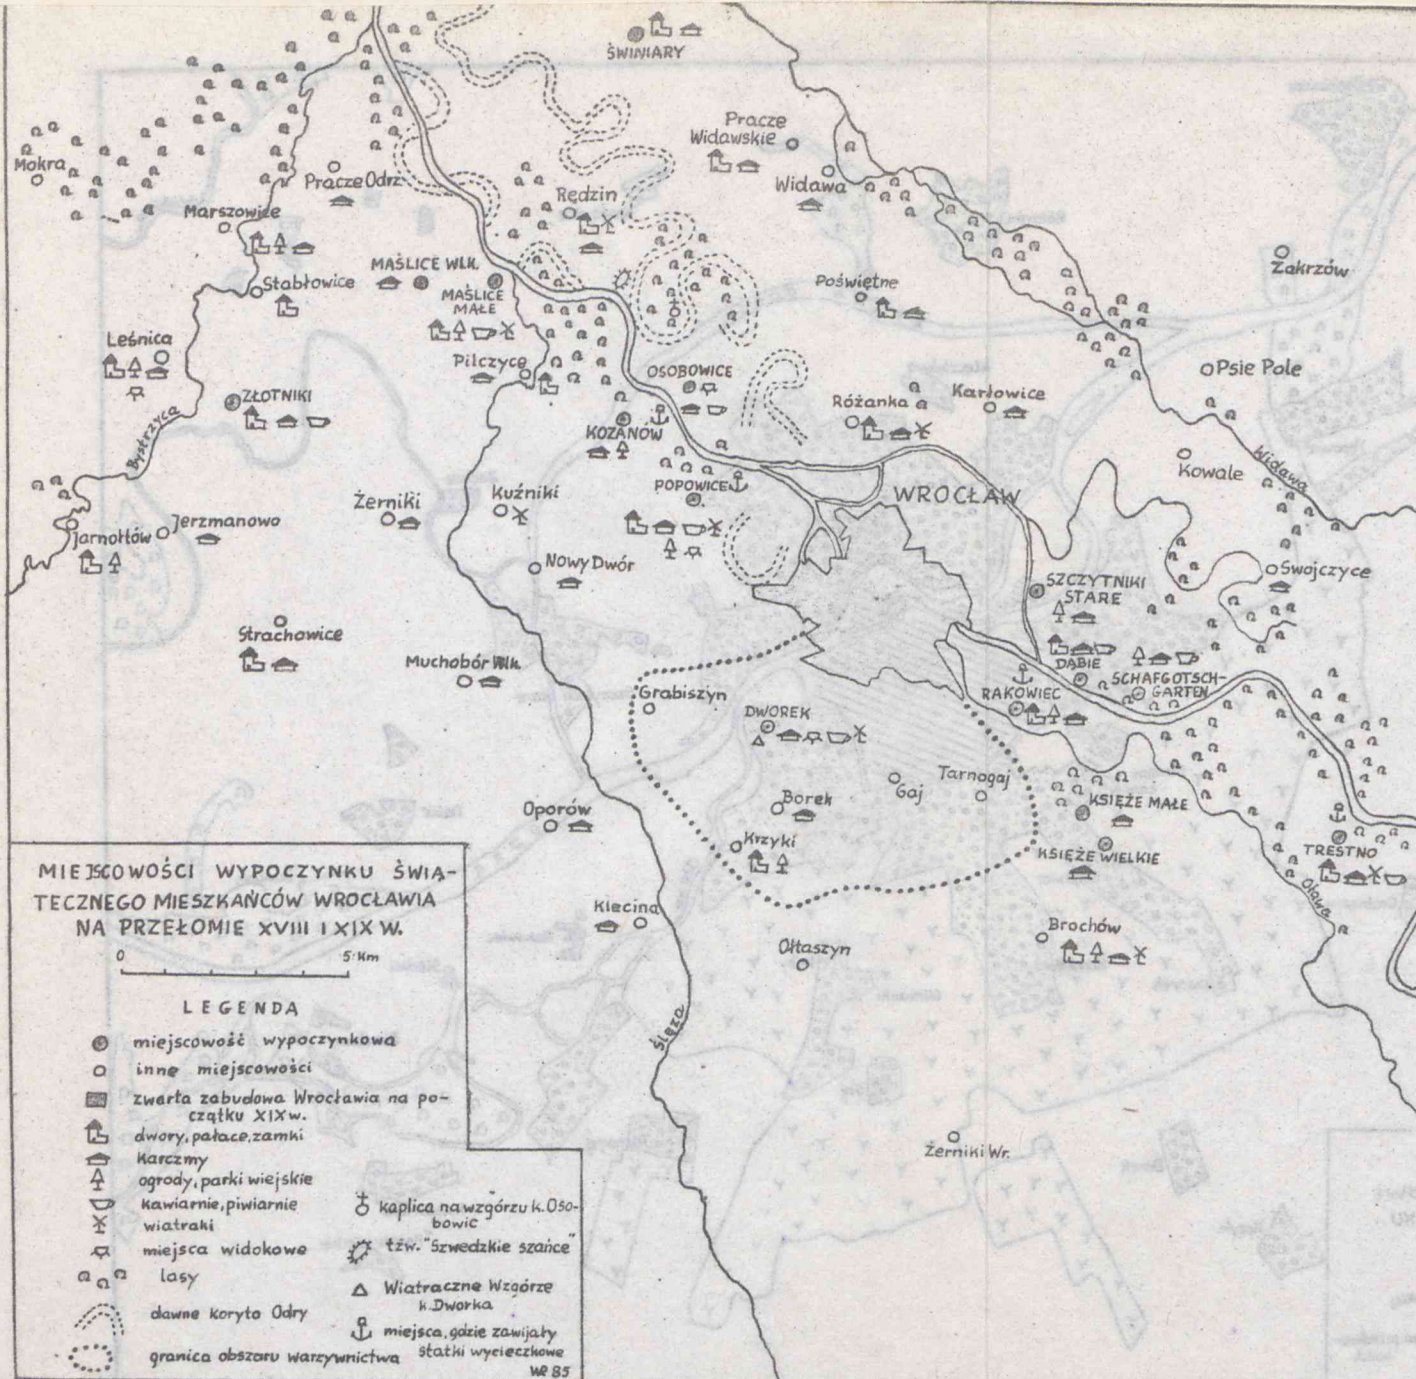 ŚWINIARY
Pracze
Widawskie
Mokra
Pracze Odrz.
Rędzin
Widawa
Marszowice
MAŚLICE WLK.
Zakrzów
Stabłowice
MAŚLICE
MAŁE
Poświętne
Leśnica
Pilczyce
OSOBOWICE
Psie Pole
ZŁOTNIKI
Różanka
Karłowice
Bystrzyca
KOZANÓW
Widawa
Kowale
POPOWICE
WROCŁAW
Żerniki
Kuźniki
Jerzmanowo
Jarnołtów
Nowy Dwór
Swojczyce
SZCZYTNIKI
STARE
Strachowice
Muchobór Wlk.
DĄBIE
SCHAFGOTSCH-
GARTEN
Grabiszyn
RAKOWIEC
DWOREK
Tarnogaj
Gaj
Oporów
Borek
KSIĘŻE MAŁE
Krzyki
KSIĘŻE WIELKIE
TRESTNO
Oława
Klecina
Ołtaszyn
Brochów
Ślęza
Żerniki Wr.
MIEJSCOWOŚCI WYPOCZYNKU ŚWIĄ-
TECZNEGO MIESZKAŃCÓW WROCŁAWIA
NA PRZEŁOMIE XVIII I XIX W.
0 5 km
LEGENDA
miejscowość wypoczynkowa
inne miejscowości
zwarta zabudowa Wrocławia na po-
czątku XIX w.
dwory, pałace, zamki
karczmy
ogrody, parki wiejskie
kawiarnie, piwiarnie
wiatraki
miejsca widokowe
lasy
dawne koryto Odry
granica obszaru warzywnictwa
kaplica na wzgórzu k. Oso-
bowic
tzw. "Szwedzkie szańce"
Wiatraczne Wzgórze
k. Dworka
miejsca, gdzie zawijały
statki wycieczkowe
WP 85